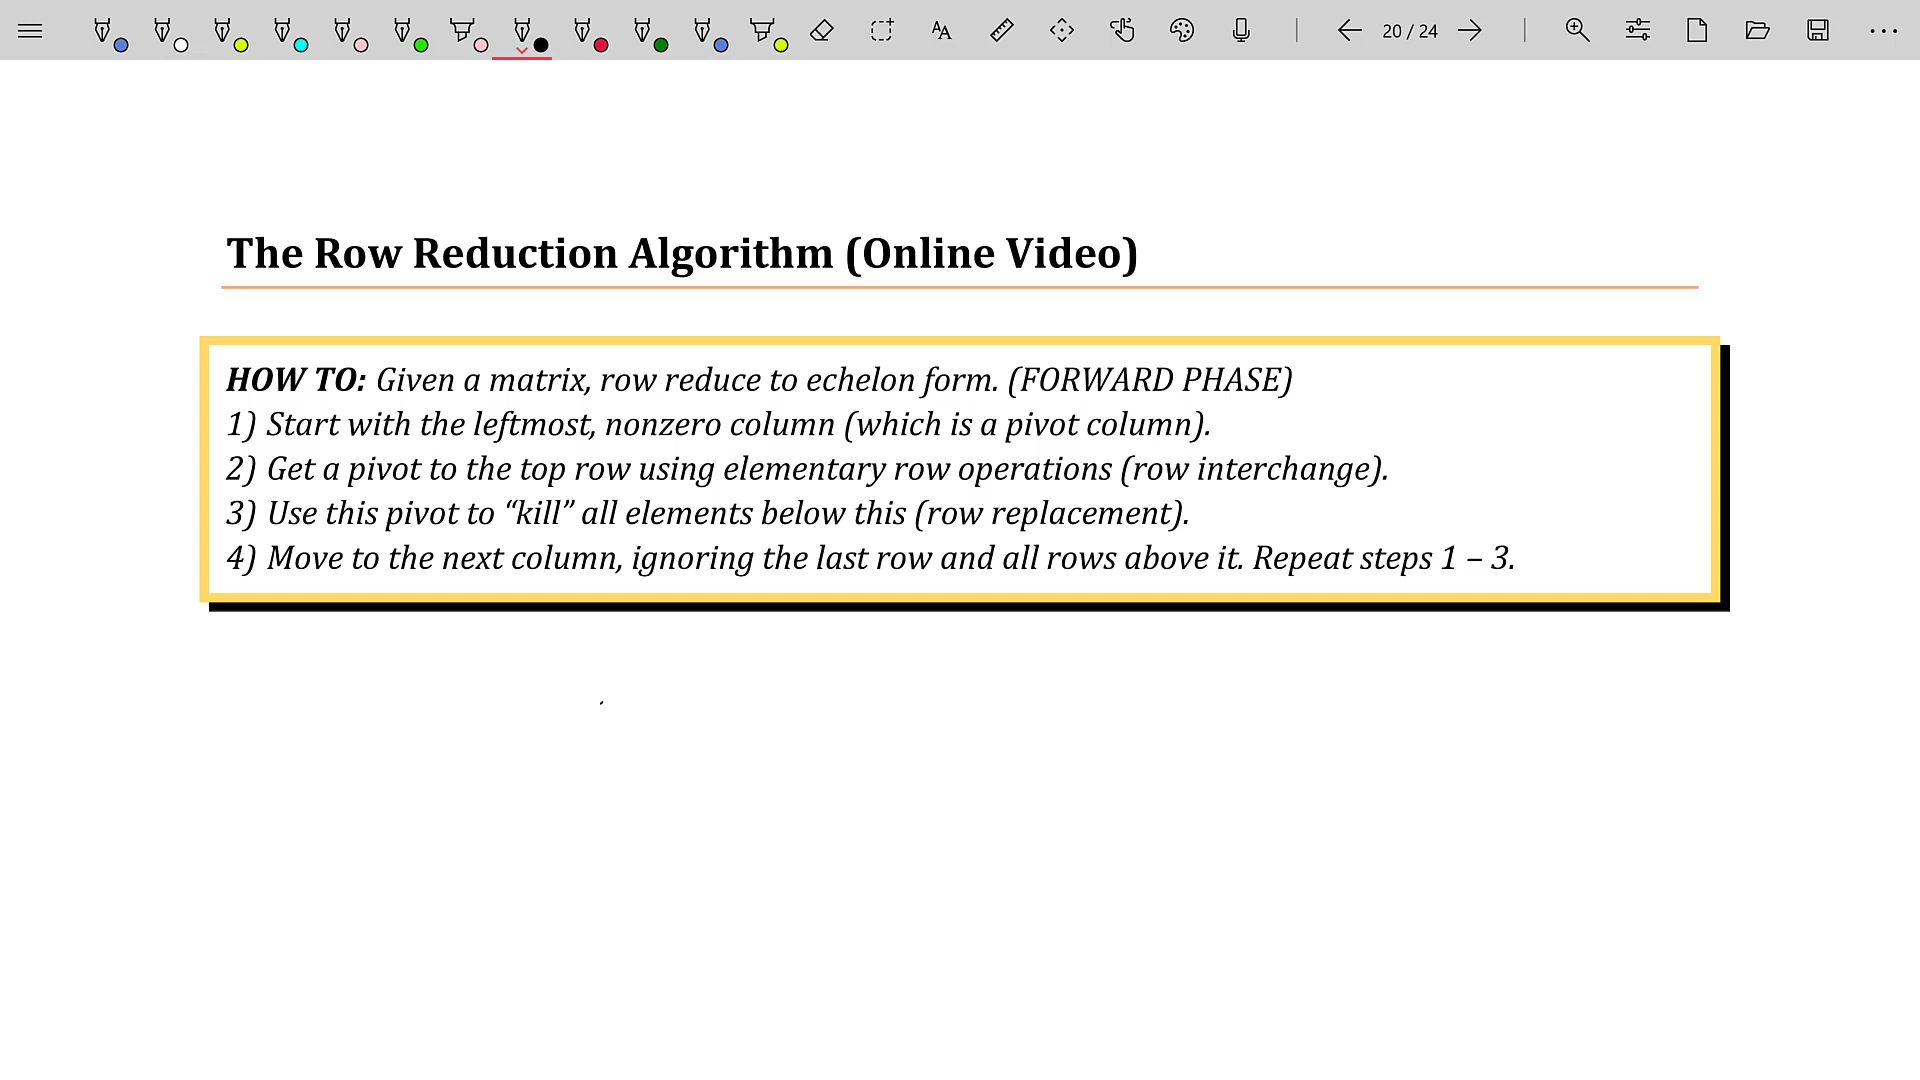 20 / 24
The Row Reduction Algorithm (Online Video)
HOW TO: Given a matrix, row reduce to echelon form. (FORWARD PHASE)
1) Start with the leftmost, nonzero column (which is a pivot column).
2) Get a pivot to the top row using elementary row operations (row interchange).
3) Use this pivot to “kill” all elements below this (row replacement).
4) Move to the next column, ignoring the last row and all rows above it. Repeat steps 1 – 3.